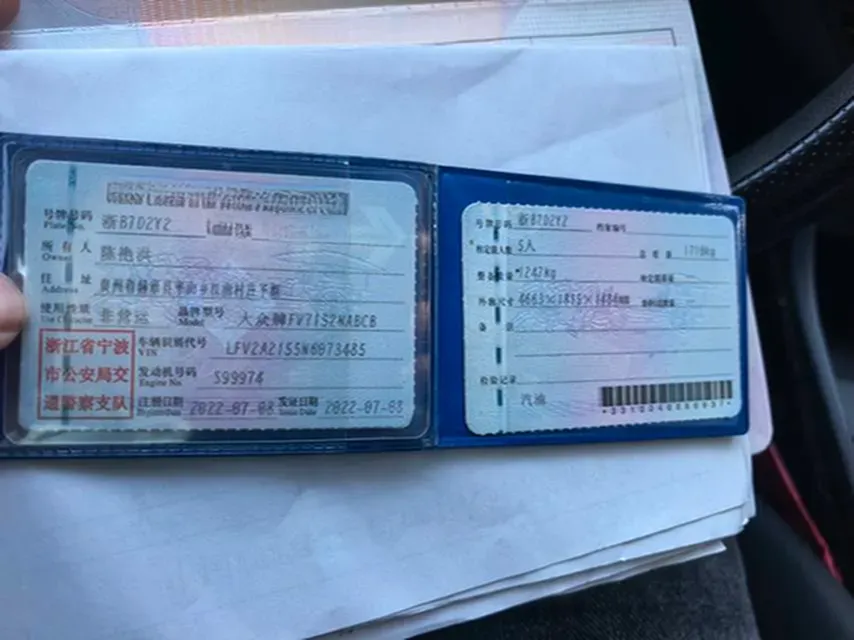 号牌号码 浙B7D2Y2
Plate No.
所有人 陈艳洪
Owner
住址
Address
使用性质 非营运 品牌型号 大众牌FV7152NABCB
Use Character Model
浙江省宁波
市公安局交
通警察支队
车辆识别代号 LFV2A2155N6073485
VIN
发动机号码 S99974
Engine No.
注册日期 2022-07-08 发证日期 2022-07-08
Register Date Issue Date
号牌号码 浙B7D2Y2 档案编号
核定载人数 5人 总质量
整备质量 1247kg 核定载质量
外廓尺寸 4663×1815×
备注
检验记录
汽油